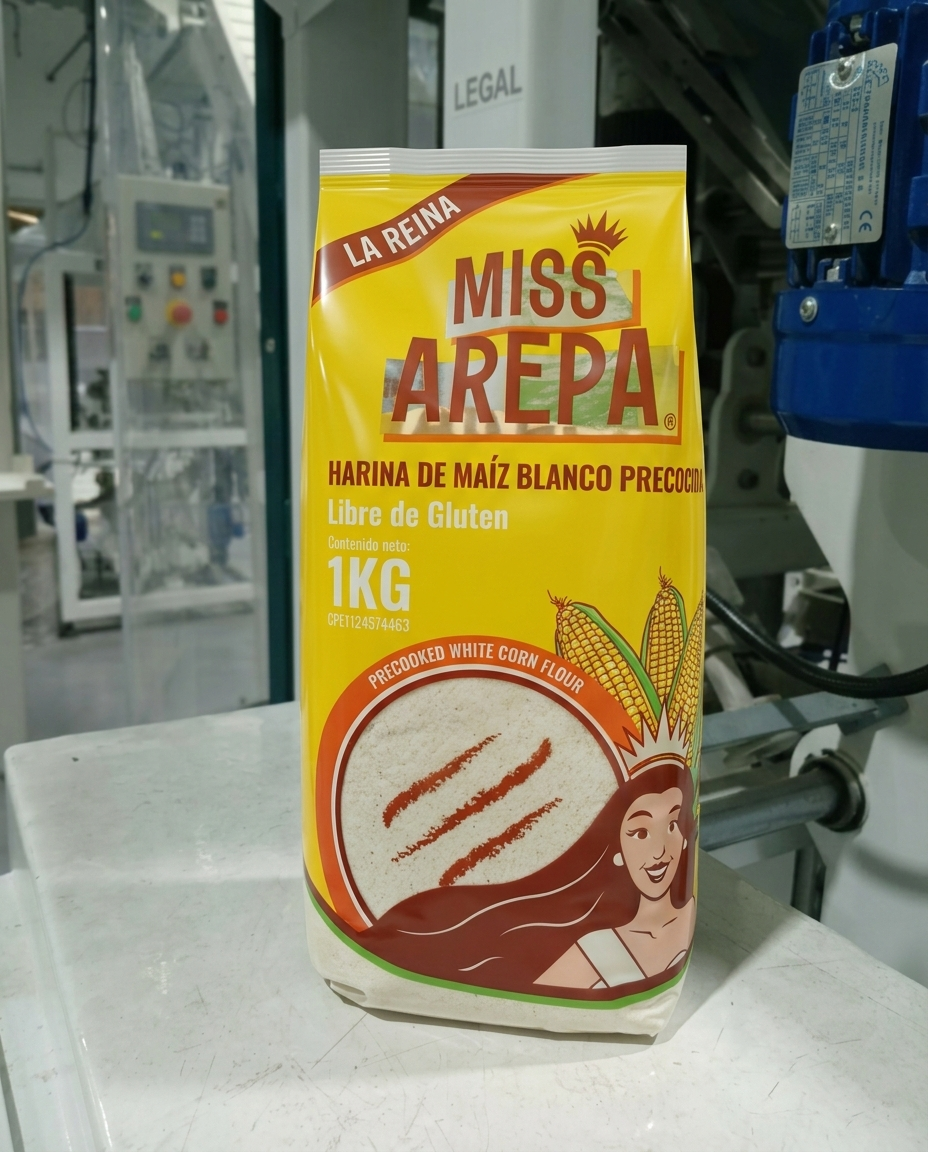 LEGAL
LA REINA
MISS
AREPA
®
HARINA DE MAÍZ BLANCO PRECOCIDA
Libre de Gluten
Contenido neto:
1KG
CPE1124574463
PRECOOKED WHITE CORN FLOUR
CE